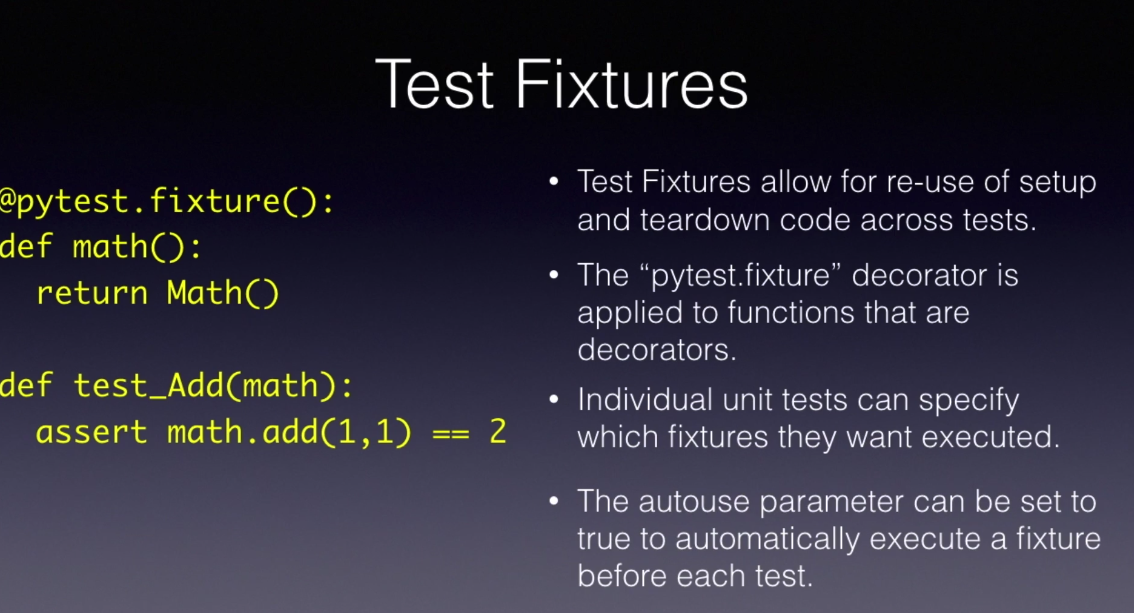 Test Fixtures
@pytest.fixture():
def math():
  return Math()
def test_Add(math):
  assert math.add(1,1) == 2
• Test Fixtures allow for re-use of setup
and teardown code across tests.
• The “pytest.fixture” decorator is
applied to functions that are
decorators.
• Individual unit tests can specify
which fixtures they want executed.
• The autouse parameter can be set to
true to automatically execute a fixture
before each test.